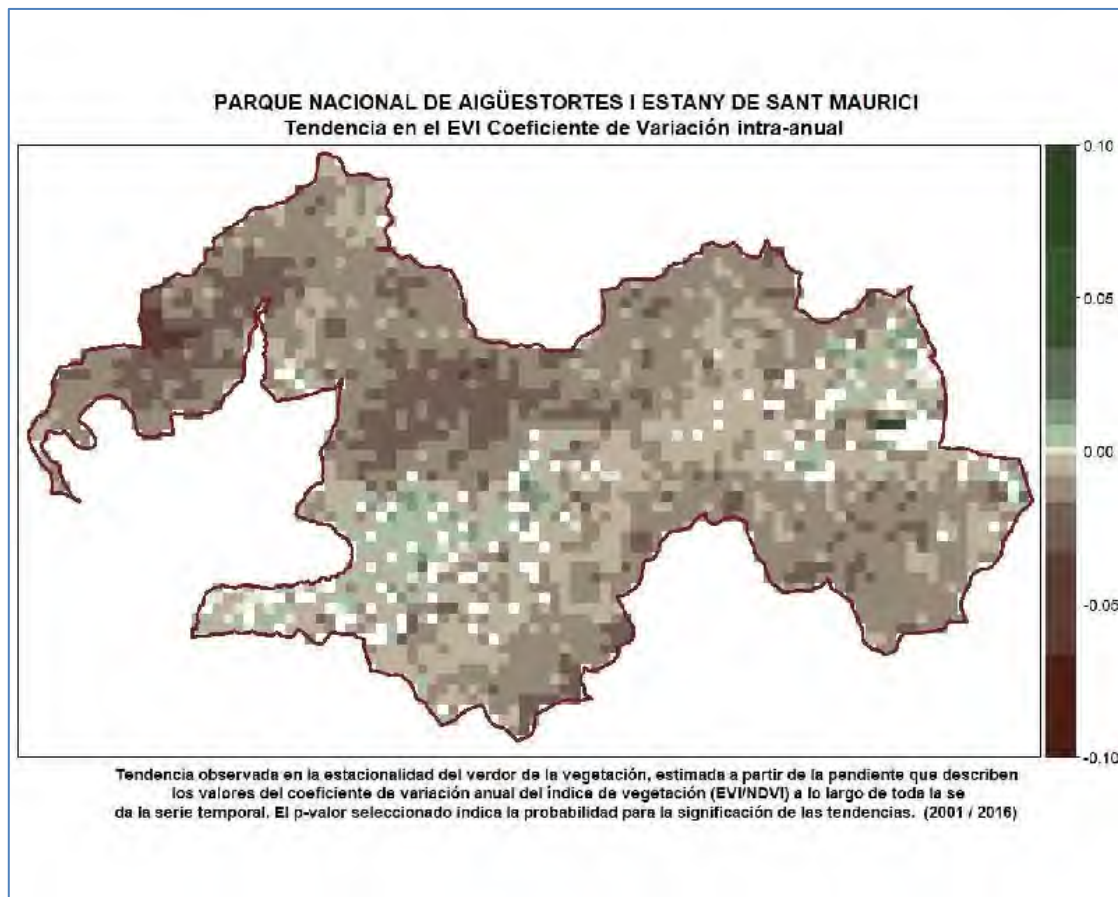 PARQUE NACIONAL DE AIGÜESTORTES I ESTANY DE SANT MAURICI
Tendencia en el EVI Coeficiente de Variación intra-anual
0.10
0.05
0.00
-0.05
-0.10
Tendencia observada en la estacionalidad del verdor de la vegetación, estimada a partir de la pendiente que describen
los valores del coeficiente de variación anual del índice de vegetación (EVI/NDVI) a lo largo de toda la se
da la serie temporal. El p-valor seleccionado indica la probabilidad para la significación de las tendencias. (2001 / 2016)